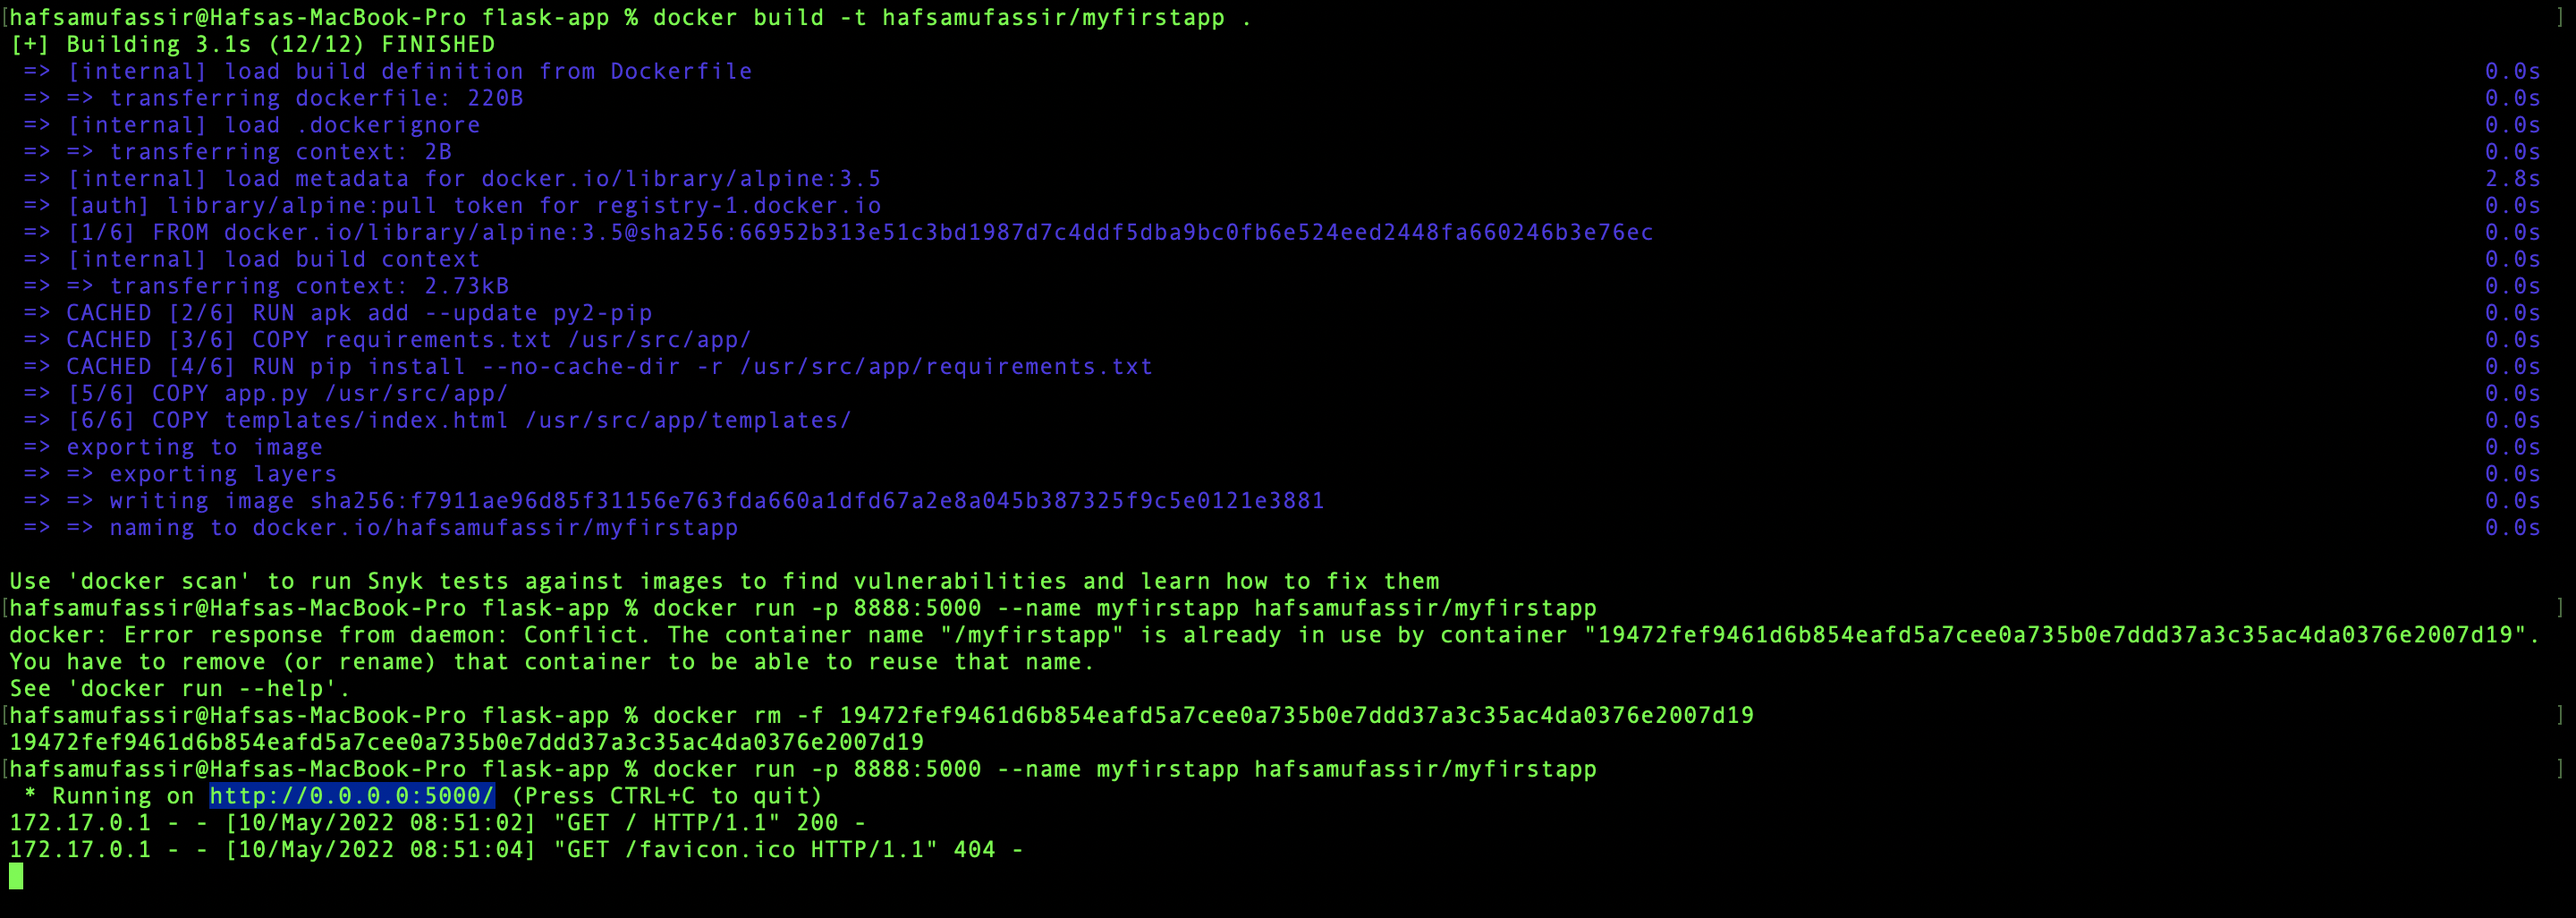 [hafsamufassir@Hafsas-MacBook-Pro flask-app % docker build -t hafsamufassir/myfirstapp . ]
[+] Building 3.1s (12/12) FINISHED
=> [internal] load build definition from Dockerfile 0.0s
=> => transferring dockerfile: 220B 0.0s
=> [internal] load .dockerignore 0.0s
=> => transferring context: 2B 0.0s
=> [internal] load metadata for docker.io/library/alpine:3.5 2.8s
=> [auth] library/alpine:pull token for registry-1.docker.io 0.0s
=> [1/6] FROM docker.io/library/alpine:3.5@sha256:66952b313e51c3bd1987d7c4ddf5dba9bc0fb6e524eed2448fa660246b3e76ec 0.0s
=> [internal] load build context 0.0s
=> => transferring context: 2.73kB 0.0s
=> CACHED [2/6] RUN apk add --update py2-pip 0.0s
=> CACHED [3/6] COPY requirements.txt /usr/src/app/ 0.0s
=> CACHED [4/6] RUN pip install --no-cache-dir -r /usr/src/app/requirements.txt 0.0s
=> [5/6] COPY app.py /usr/src/app/ 0.0s
=> [6/6] COPY templates/index.html /usr/src/app/templates/ 0.0s
=> exporting to image 0.0s
=> => exporting layers 0.0s
=> => writing image sha256:f7911ae96d85f31156e763fda660a1dfd67a2e8a045b387325f9c5e0121e3881 0.0s
=> => naming to docker.io/hafsamufassir/myfirstapp 0.0s
Use 'docker scan' to run Snyk tests against images to find vulnerabilities and learn how to fix them
[hafsamufassir@Hafsas-MacBook-Pro flask-app % docker run -p 8888:5000 --name myfirstapp hafsamufassir/myfirstapp ]
docker: Error response from daemon: Conflict. The container name "/myfirstapp" is already in use by container "19472fef9461d6b854eafd5a7cee0a735b0e7ddd37a3c35ac4da0376e2007d19".
You have to remove (or rename) that container to be able to reuse that name.
See 'docker run --help'.
[hafsamufassir@Hafsas-MacBook-Pro flask-app % docker rm -f 19472fef9461d6b854eafd5a7cee0a735b0e7ddd37a3c35ac4da0376e2007d19 ]
19472fef9461d6b854eafd5a7cee0a735b0e7ddd37a3c35ac4da0376e2007d19
[hafsamufassir@Hafsas-MacBook-Pro flask-app % docker run -p 8888:5000 --name myfirstapp hafsamufassir/myfirstapp ]
* Running on http://0.0.0.0:5000/ (Press CTRL+C to quit)
172.17.0.1 - - [10/May/2022 08:51:02] "GET / HTTP/1.1" 200 -
172.17.0.1 - - [10/May/2022 08:51:04] "GET /favicon.ico HTTP/1.1" 404 -